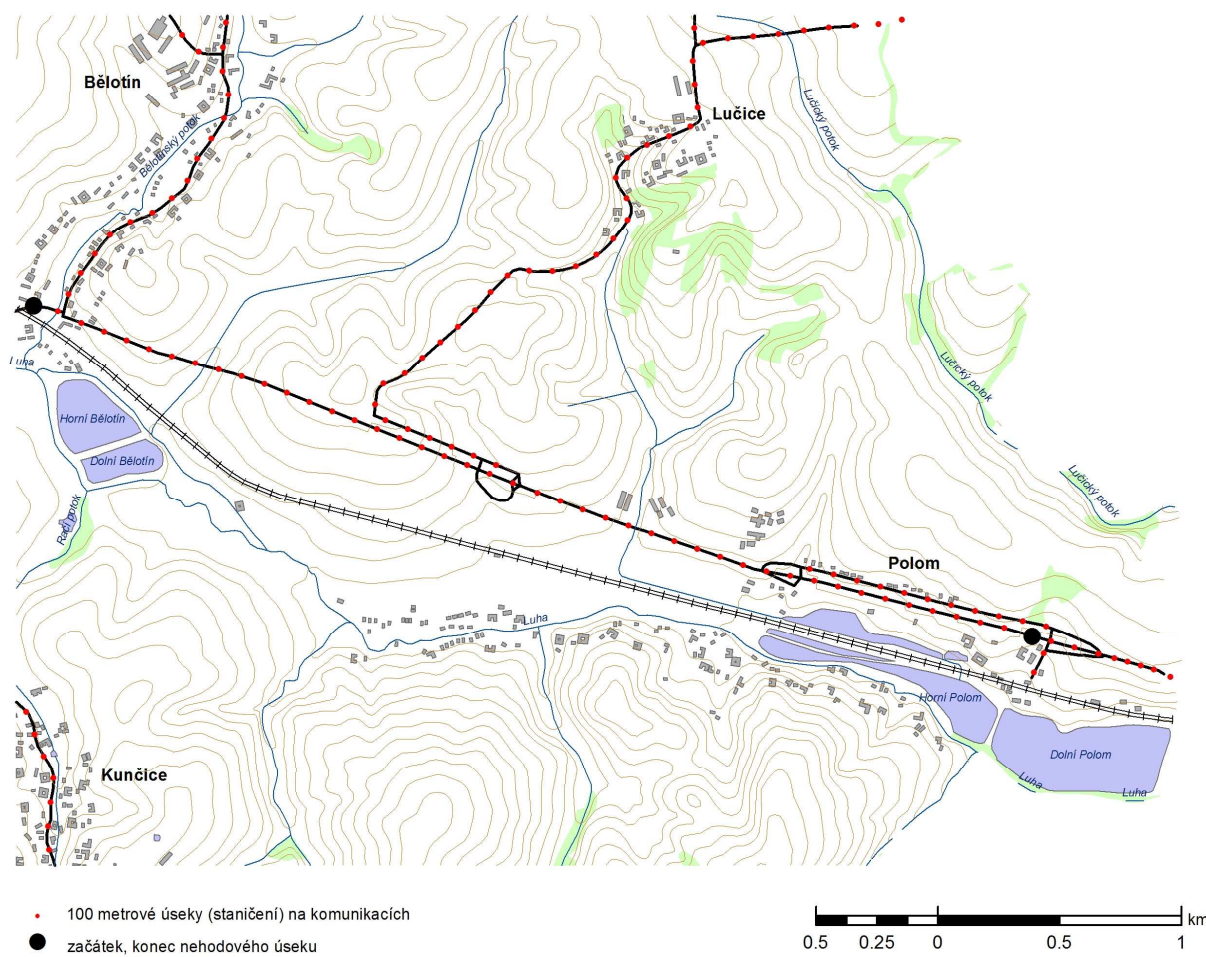 Bělotín
Lučice
Lučický potok
Bělotínský potok
Luha
Lučický potok
Horní Bělotín
Dolní Bělotín
Račí potok
Lučický potok
Polom
Luha
Horní Polom
Dolní Polom
Kunčice
Luha
Luha
100 metrové úseky (staničení) na komunikacích
začátek, konec nehodového úseku
km
0.5 0.25 0 0.5 1